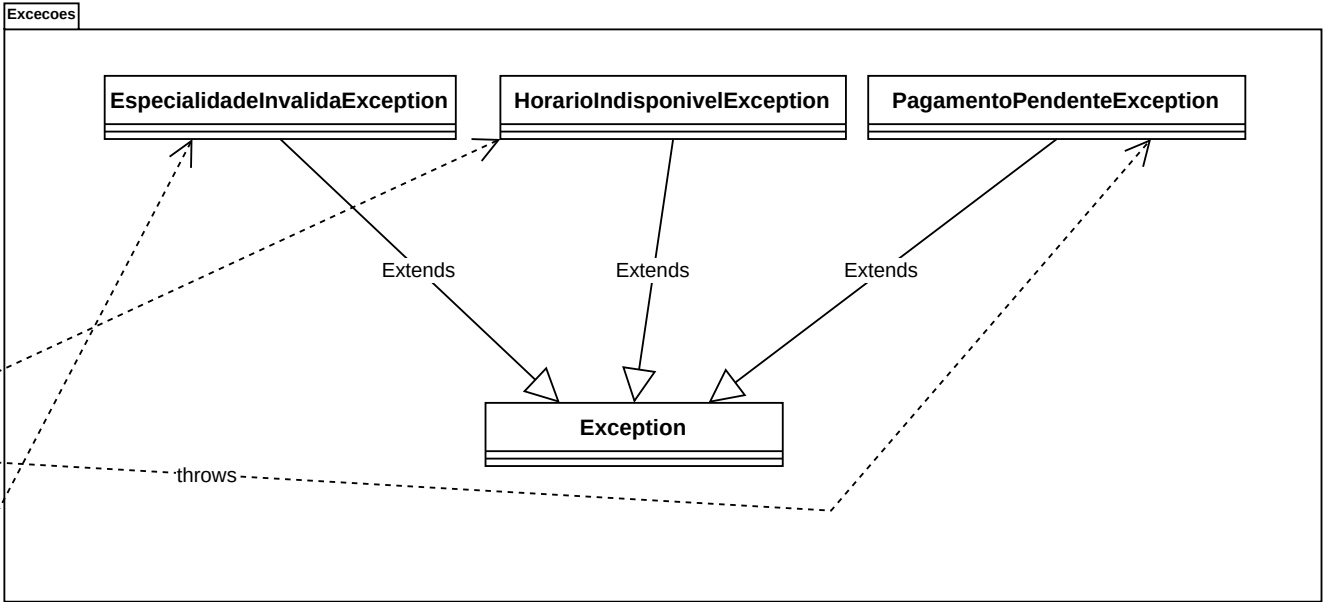 Excecoes
EspecialidadeInvalidaException
HorarioIndisponivelException
PagamentoPendenteException
Extends
Extends
Extends
Exception
throws